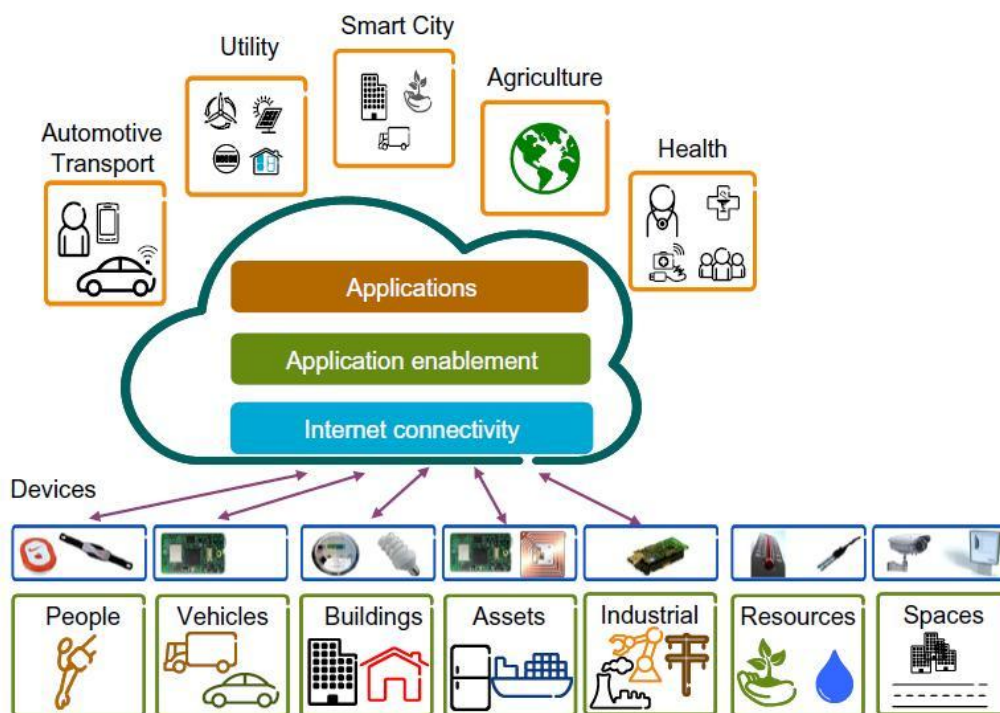 Smart City
Utility
Agriculture
Automotive
Transport
Health
Applications
Application enablement
Internet connectivity
Devices
People
Vehicles
Buildings
Assets
Industrial
Resources
Spaces